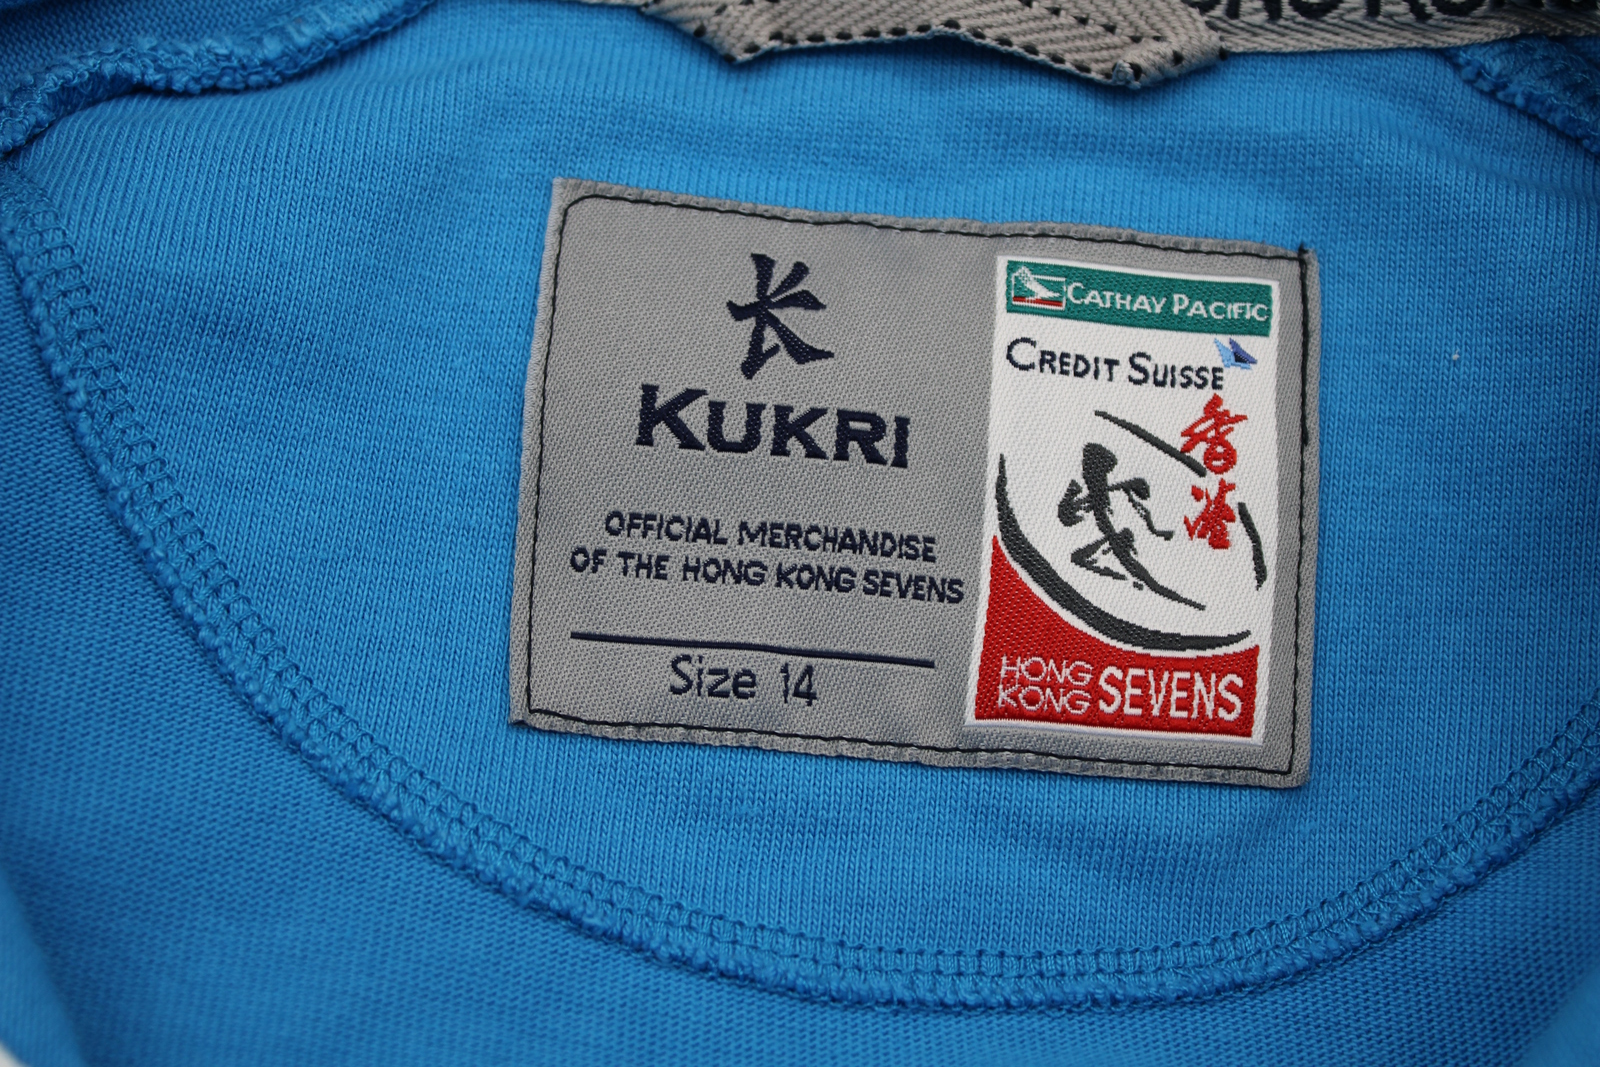 KUKRI
OFFICIAL MERCHANDISE
OF THE HONG KONG SEVENS
Size 14
CATHAY PACIFIC
CREDIT SUISSE
香
港
HONG
KONG
SEVENS